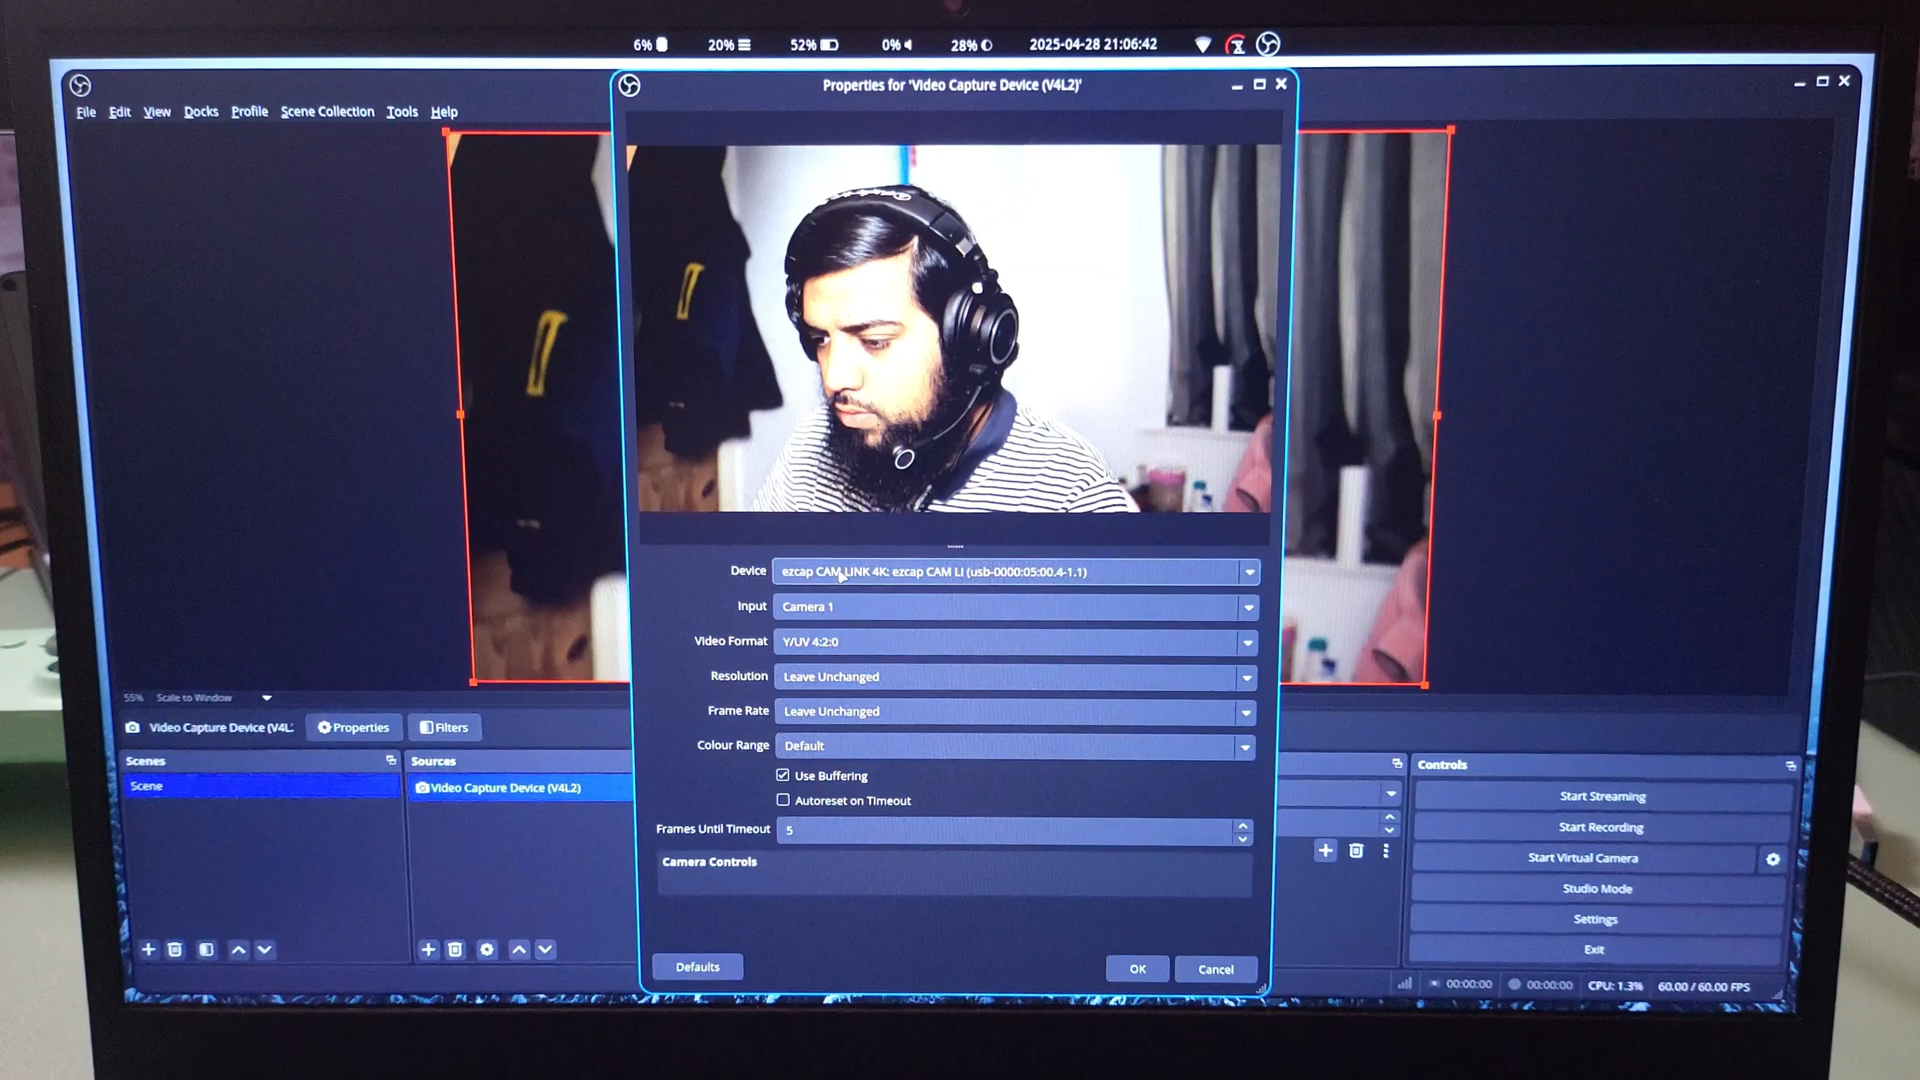 6% 20% 52% 0% 28% 2025-04-28 21:06:42
Properties for 'Video Capture Device (V4L2)'
File Edit View Docks Profile Scene Collection Tools Help
Device ezcap CAM LINK 4K: ezcap CAM LI (usb-0000:05:00.4-1.1)
Input Camera 1
Video Format Y/UV 4:2:0
Resolution Leave Unchanged
Frame Rate Leave Unchanged
Colour Range Default
Use Buffering
Autoreset on Timeout
Frames Until Timeout 5
Camera Controls
Defaults OK Cancel
55% Scale to Window
Video Capture Device (V4L Properties Filters
Scenes
Scene
Sources
Video Capture Device (V4L2)
Controls
Start Streaming
Start Recording
Start Virtual Camera
Studio Mode
Settings
Exit
00:00:00 00:00:00 CPU: 1.3% 60.00 / 60.00 FPS